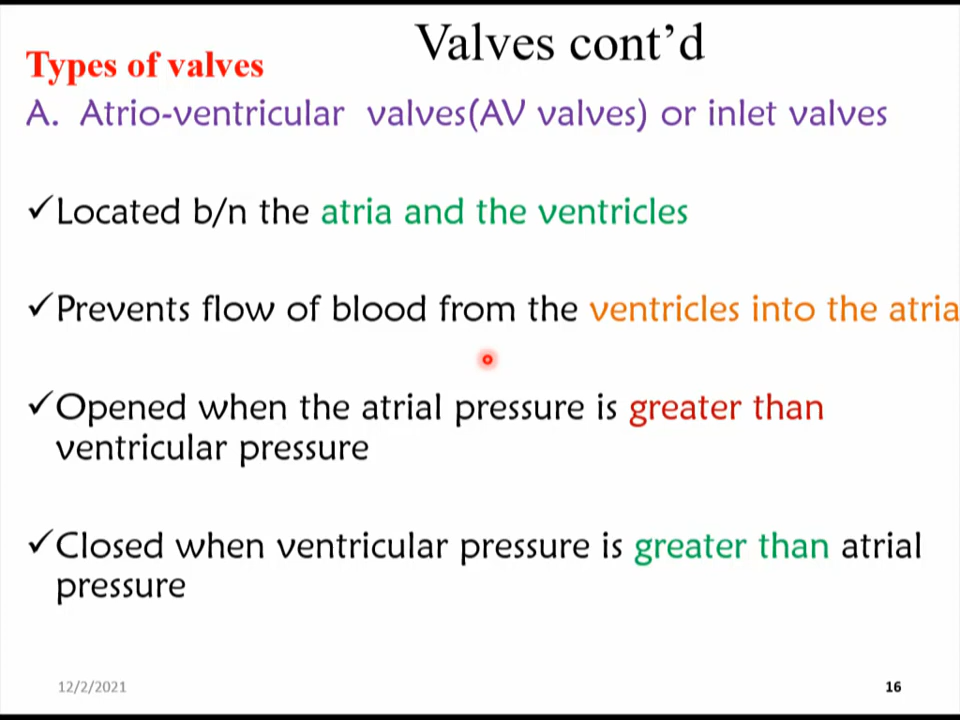 Valves cont’d
Types of valves
A. Atrio-ventricular valves(AV valves) or inlet valves
✓Located b/n the atria and the ventricles
✓Prevents flow of blood from the ventricles into the atria
✓Opened when the atrial pressure is greater than
ventricular pressure
✓Closed when ventricular pressure is greater than atrial
pressure
12/2/2021
16